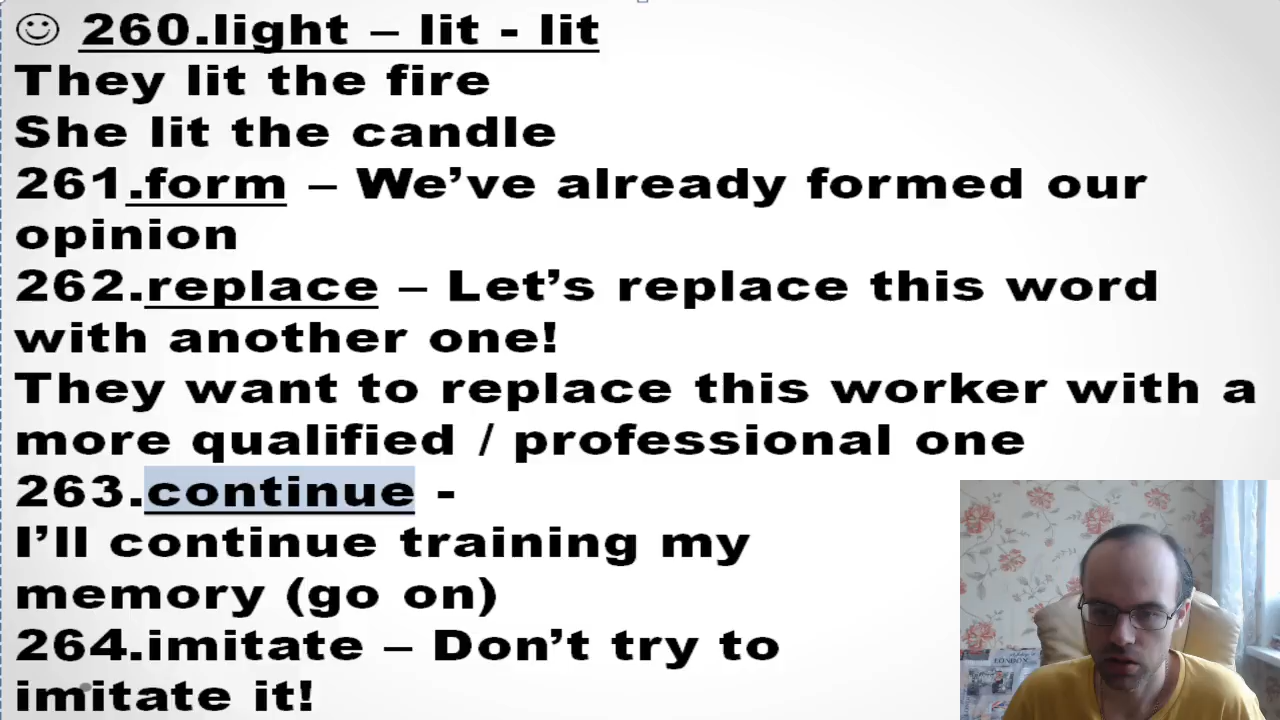 ☺ 260.light – lit - lit
They lit the fire
She lit the candle
261.form – We’ve already formed our
opinion
262.replace – Let’s replace this word
with another one!
They want to replace this worker with a
more qualified / professional one
263.continue -
I’ll continue training my
memory (go on)
264.imitate – Don’t try to
imitate it!
LONDON